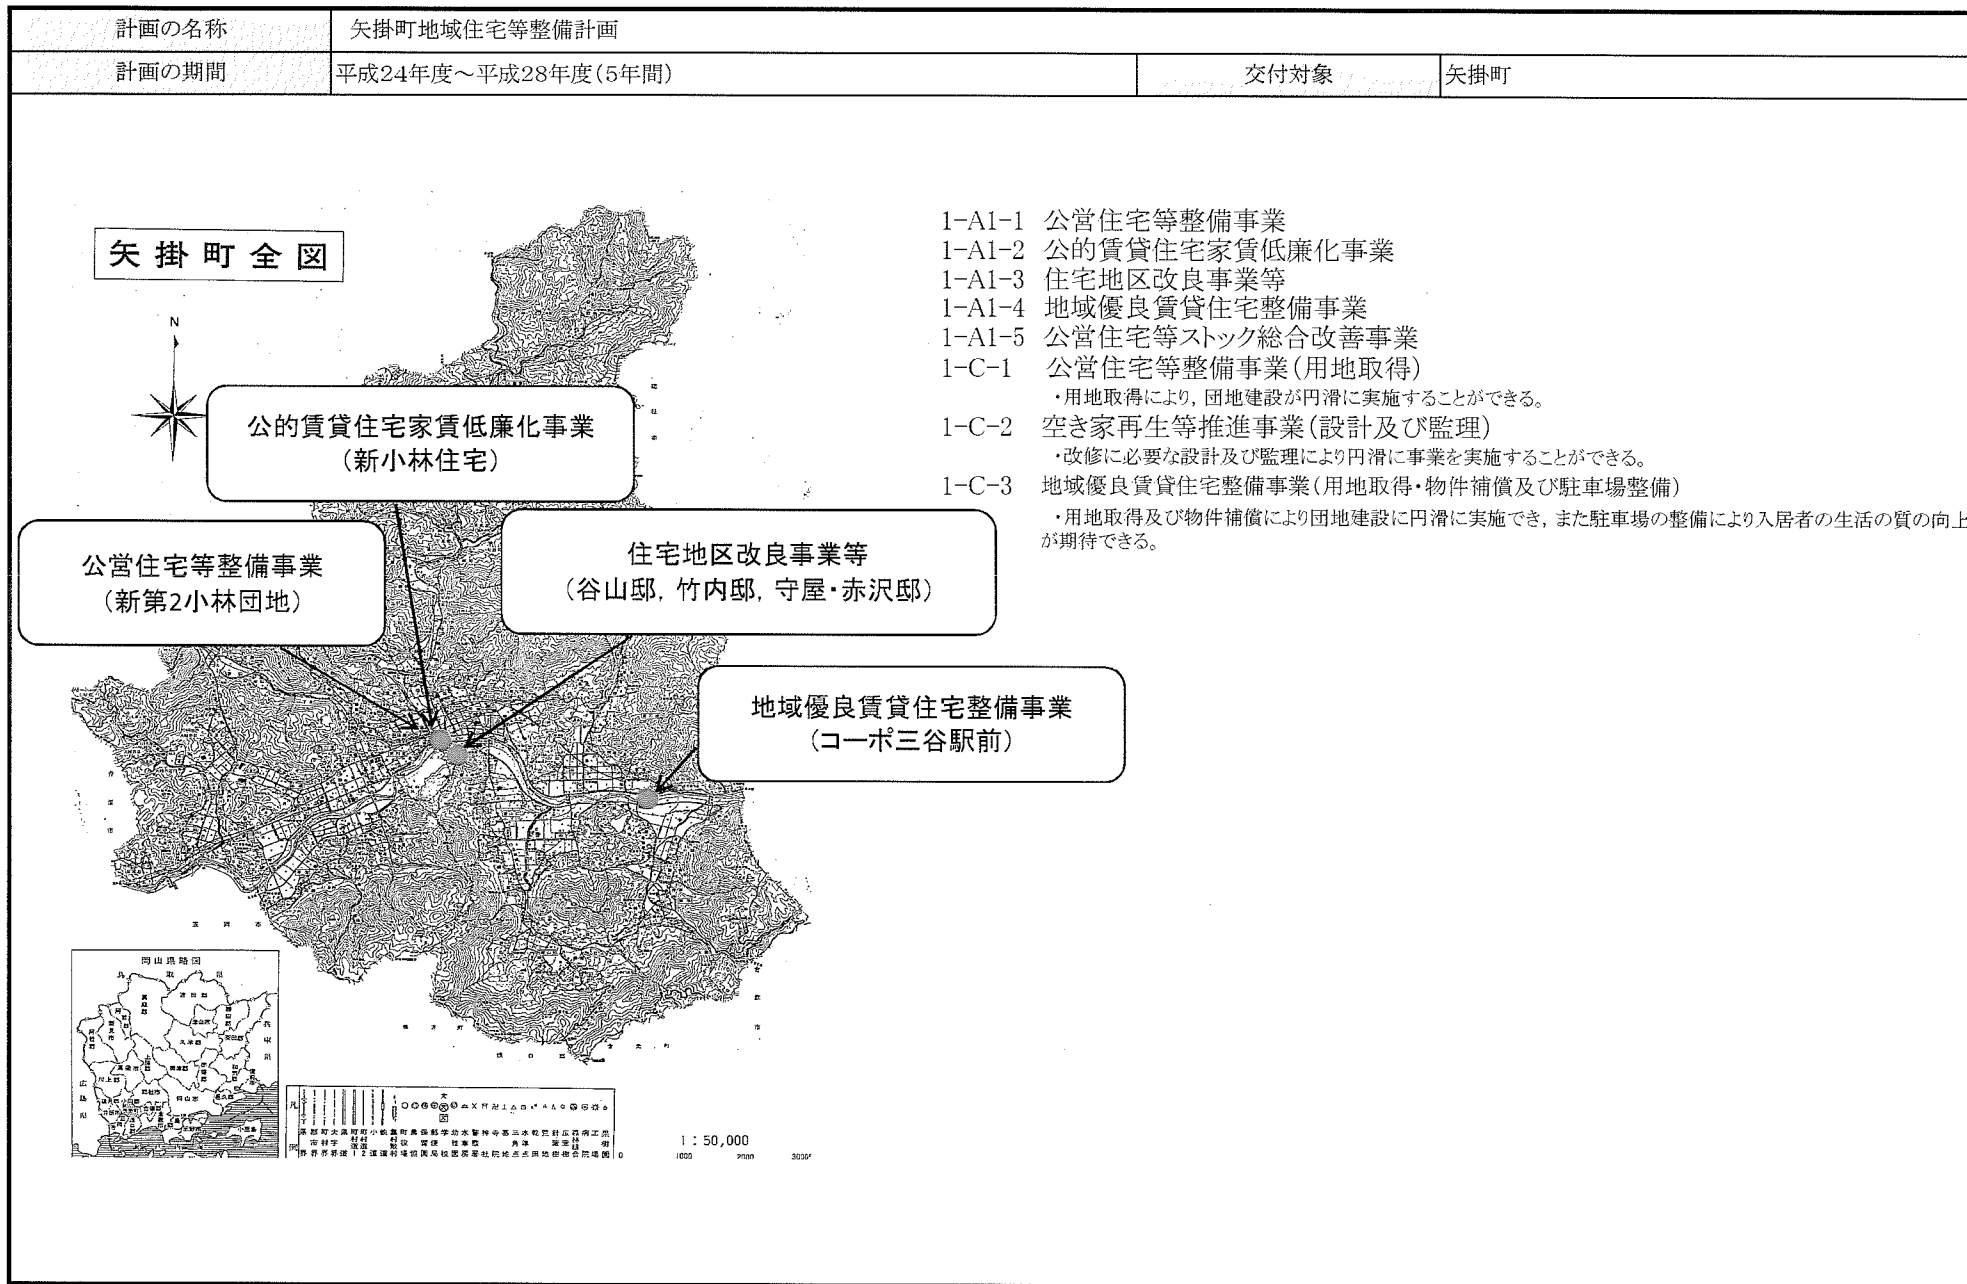 計画の名称 矢掛町地域住宅等整備計画
計画の期間 平成24年度～平成28年度(5年間) 交付対象 矢掛町
矢掛町全図
N
1-A1-1 公営住宅等整備事業
1-A1-2 公的賃貸住宅家賃低廉化事業
1-A1-3 住宅地区改良事業等
1-A1-4 地域優良賃貸住宅整備事業
1-A1-5 公営住宅等ストック総合改善事業
1-C-1 公営住宅等整備事業(用地取得)
・用地取得により，団地建設が円滑に実施することができる。
1-C-2 空き家再生等推進事業(設計及び監理)
・改修に必要な設計及び監理により円滑に事業を実施することができる。
1-C-3 地域優良賃貸住宅整備事業(用地取得・物件補償及び駐車場整備)
・用地取得及び物件補償により団地建設に円滑に実施でき，また駐車場の整備により入居者の生活の質の向上
が期待できる。
公的賃貸住宅家賃低廉化事業
(新小林住宅)
公営住宅等整備事業
(新第2小林団地)
住宅地区改良事業等
(谷山邸，竹内邸，守屋・赤沢邸)
地域優良賃貸住宅整備事業
(コーポ三谷駅前)
岡山県略図
鳥取県
兵庫県
広島県
岡山市
小豆島
1：50,000
0 1000 2000 3000